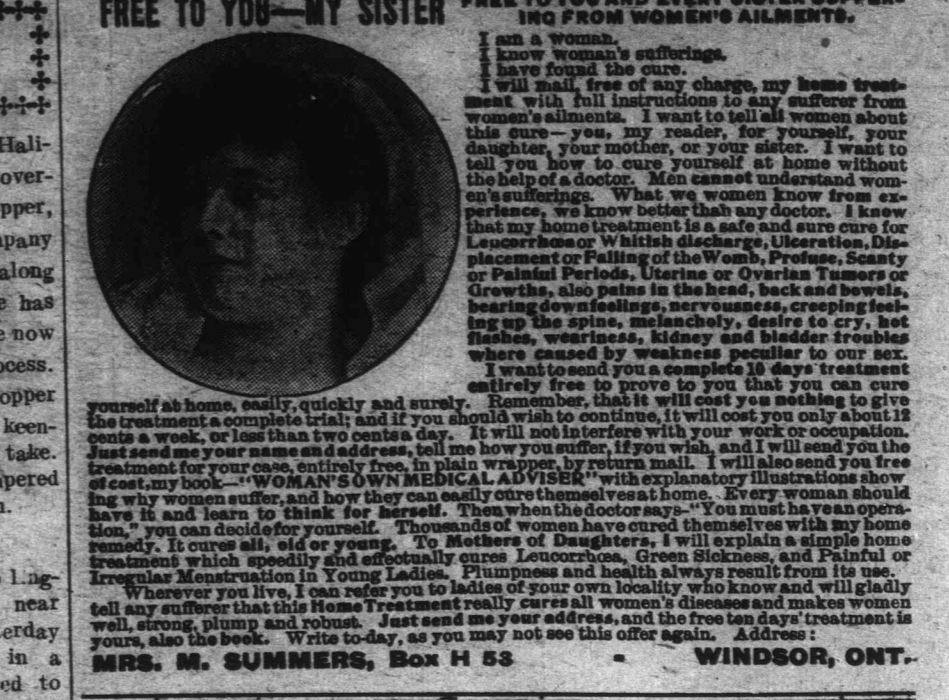 FREE TO YOU—MY SISTER
FREE TO YOU AND EVERY SISTER SUFFER-
ING FROM WOMEN'S AILMENTS.
I am a woman.
I know woman's sufferings.
I have found the cure.
I will mail, free of any charge, my home treat-
ment with full instructions to any sufferer from
women's ailments. I want to tell all women about
this cure—you, my reader, for yourself, your
daughter, your mother, or your sister. I want to
tell you how to cure yourself at home without
the help of a doctor. Men cannot understand wom-
en's sufferings. What we women know from ex-
perience, we know better than any doctor. I know
that my home treatment is a safe and sure cure for
Leucorrhœa or Whitish discharge, Ulceration, Dis-
placement or Falling of the Womb, Profuse, Scanty
or Painful Periods, Uterine or Ovarian Tumors or
Growths, also pains in the head, back and bowels,
bearing down feelings, nervousness, creeping feel-
ing up the spine, melancholy, desire to cry, hot
flashes, weariness, kidney and bladder troubles
where caused by weakness peculiar to our sex.
I want to send you a complete 10 days' treatment
entirely free to prove to you that you can cure
yourself at home, easily, quickly and surely. Remember, that it will cost you nothing to give
the treatment a complete trial; and if you should wish to continue, it will cost you only about 12
cents a week, or less than two cents a day. It will not interfere with your work or occupation.
Just send me your name and address, tell me how you suffer, if you wish, and I will send you the
treatment for your case, entirely free, in plain wrapper, by return mail. I will also send you free
of cost, my book—"WOMAN'S OWN MEDICAL ADVISER" with explanatory illustrations show
ing why women suffer, and how they can easily cure themselves at home. Every woman should
have it and learn to think for herself. Then when the doctor says—"You must have an opera-
tion," you can decide for yourself. Thousands of women have cured themselves with my home
remedy. It cures all, old or young. To Mothers of Daughters, I will explain a simple home
treatment which speedily and effectually cures Leucorrhœa, Green Sickness, and Painful or
Irregular Menstruation in Young Ladies. Plumpness and health always result from its use.
Wherever you live, I can refer you to ladies of your own locality who know and will gladly
tell any sufferer that this Home Treatment really cures all women's diseases and makes women
well, strong, plump and robust. Just send me your address, and the free ten days' treatment is
yours, also the book. Write to-day, as you may not see this offer again. Address:
MRS. M. SUMMERS, Box H 53 - WINDSOR, ONT.
Hali-
over-
pper,
mpany
along
e has
e now
ocess.
opper
keen-
take.
pered
n.
near
erday
in a
ed to